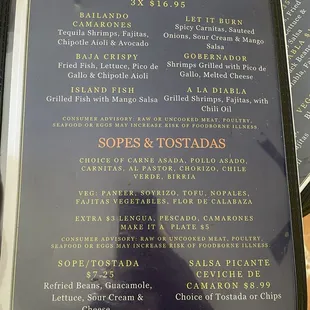 3X $16.95
BAILANDO
CAMARONES
Tequila Shrimps, Fajitas,
Chipotle Aioli & Avocado
LET IT BURN
Spicy Carnitas, Sauteed
Onions, Sour Cream & Mango
Salsa
BAJA CRISPY
Fried Fish, Lettuce, Pico de
Gallo & Chipotle Aioli
GOBERNADOR
Shrimps Grilled with Pico de
Gallo, Melted Cheese
ISLAND FISH
Grilled Fish with Mango Salsa
A LA DIABLA
Grilled Shrimps, Fajitas, with
Chili Oil
CONSUMER ADVISORY: RAW OR UNCOOKED MEAT, POULTRY,
SEAFOOD OR EGGS MAY INCREASE RISK OF FOODBORNE ILLNESS
SOPES & TOSTADAS
CHOICE OF CARNE ASADA, POLLO ASADO,
CARNITAS, AL PASTOR, CHORIZO, CHILE
VERDE, BIRRIA
VEG: PANEER, SOYRIZO, TOFU, NOPALES,
FAJITAS VEGETABLES, FLOR DE CALABAZA
EXTRA $3 LENGUA, PESCADO, CAMARONES
MAKE IT A PLATE $5
CONSUMER ADVISORY: RAW OR UNCOOKED MEAT, POULTRY,
SEAFOOD OR EGGS MAY INCREASE RISK OF FOODBORNE ILLNESS
SOPE/TOSTADA
$7.25
Refried Beans, Guacamole,
Lettuce, Sour Cream &
Cheese
SALSA PICANTE
CEVICHE DE
CAMARON $8.99
Choice of Tostada or Chips